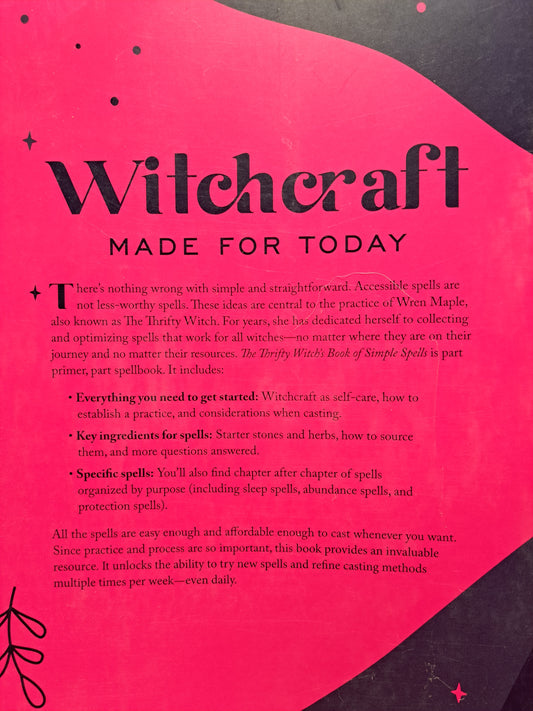 Witchcraft
MADE FOR TODAY
There's nothing wrong with simple and straightforward. Accessible spells are
not less-worthy spells. These ideas are central to the practice of Wren Maple,
also known as The Thrifty Witch. For years, she has dedicated herself to collecting
and optimizing spells that work for all witches—no matter where they are on their
journey and no matter their resources. The Thrifty Witch's Book of Simple Spells is part
primer, part spellbook. It includes:
• Everything you need to get started: Witchcraft as self-care, how to
establish a practice, and considerations when casting.
• Key ingredients for spells: Starter stones and herbs, how to source
them, and more questions answered.
• Specific spells: You'll also find chapter after chapter of spells
organized by purpose (including sleep spells, abundance spells, and
protection spells).
All the spells are easy enough and affordable enough to cast whenever you want.
Since practice and process are so important, this book provides an invaluable
resource. It unlocks the ability to try new spells and refine casting methods
multiple times per week—even daily.